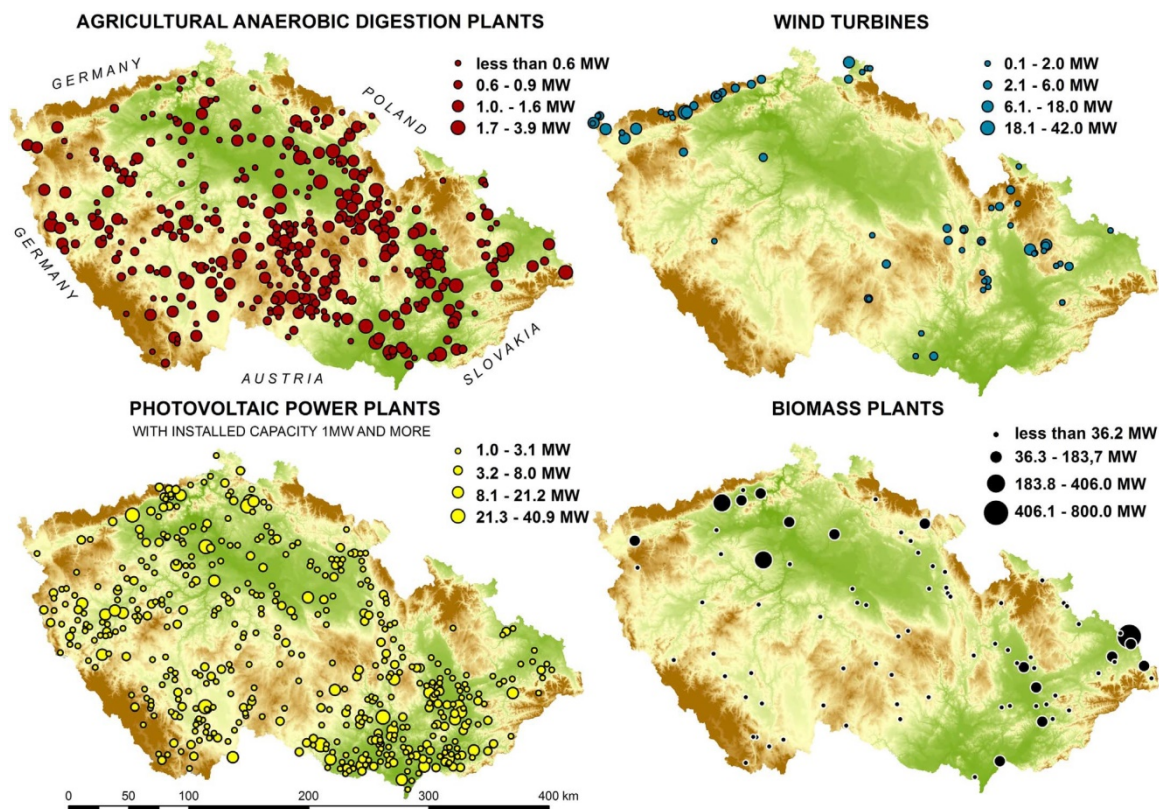 AGRICULTURAL ANAEROBIC DIGESTION PLANTS
less than 0.6 MW
0.6 - 0.9 MW
1.0. - 1.6 MW
1.7 - 3.9 MW
GERMANY
POLAND
GERMANY
AUSTRIA
SLOVAKIA
WIND TURBINES
0.1 - 2.0 MW
2.1 - 6.0 MW
6.1 - 18.0 MW
18.1 - 42.0 MW
PHOTOVOLTAIC POWER PLANTS
WITH INSTALLED CAPACITY 1MW AND MORE
1.0 - 3.1 MW
3.2 - 8.0 MW
8.1 - 21.2 MW
21.3 - 40.9 MW
BIOMASS PLANTS
less than 36.2 MW
36.3 - 183,7 MW
183.8 - 406.0 MW
406.1 - 800.0 MW
0 50 100 200 300 400 km